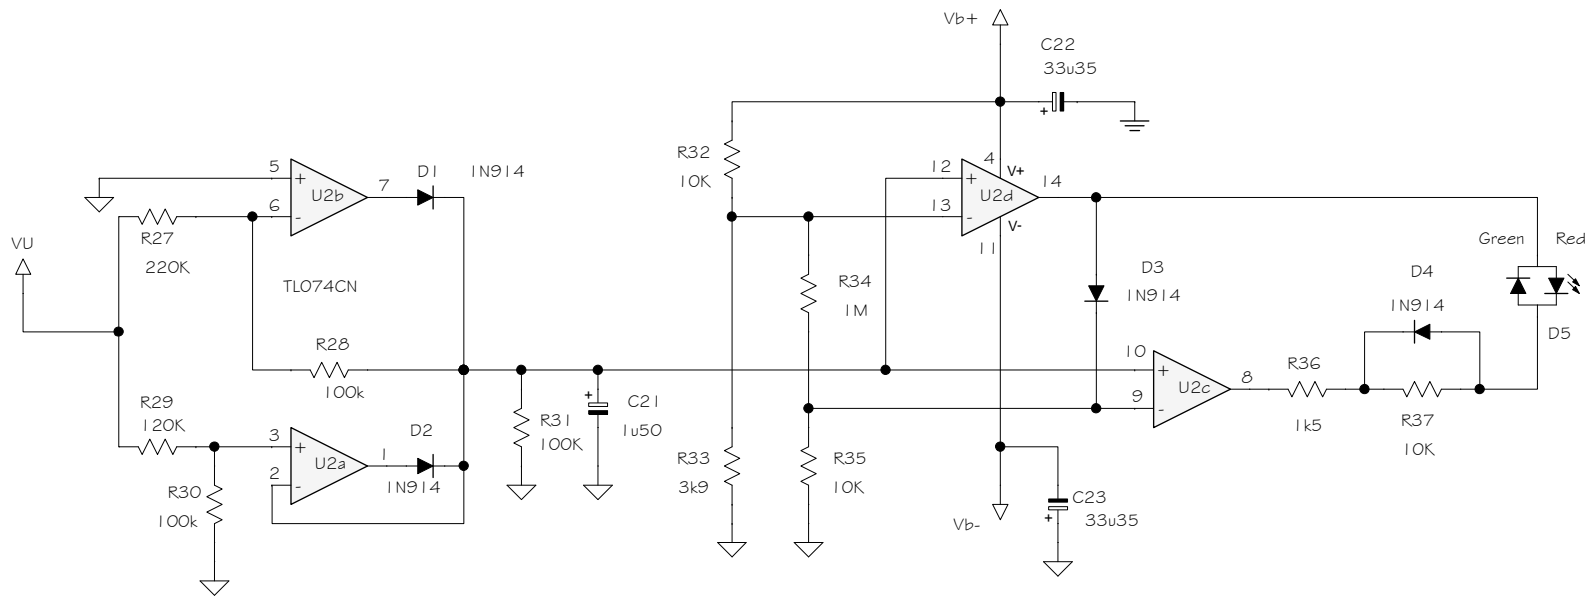 Vb+
C22
33u35
+
R32
10K
12
4
V+
14
+
U2d
13
-
V-
11
5
D1
1N914
+
U2b
7
6
-
R27
220K
VU
TL074CN
Green
Red
D3
1N914
D4
1N914
R34
1M
D5
R28
100k
10
+
U2c
8
R36
9
-
1k5
R37
10K
R29
120K
+
C21
1u50
R31
100K
D2
3
+
U2a
1
1N914
2
-
R30
100k
R33
3k9
R35
10K
Vb-
C23
+
33u35